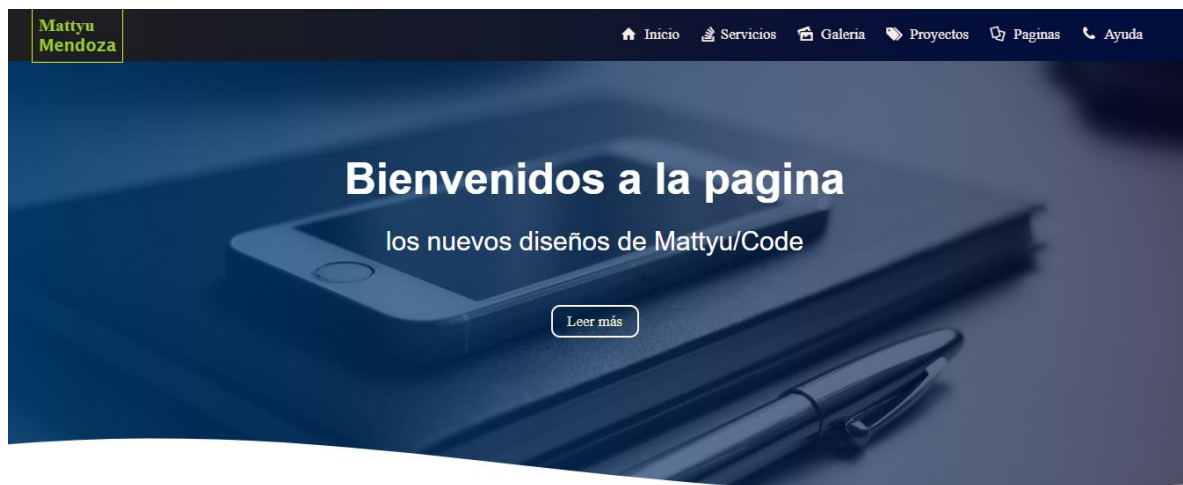 Mattyu
Mendoza
Inicio Servicios Galeria Proyectos Paginas Ayuda
Bienvenidos a la pagina
los nuevos diseños de Mattyu/Code
Leer más